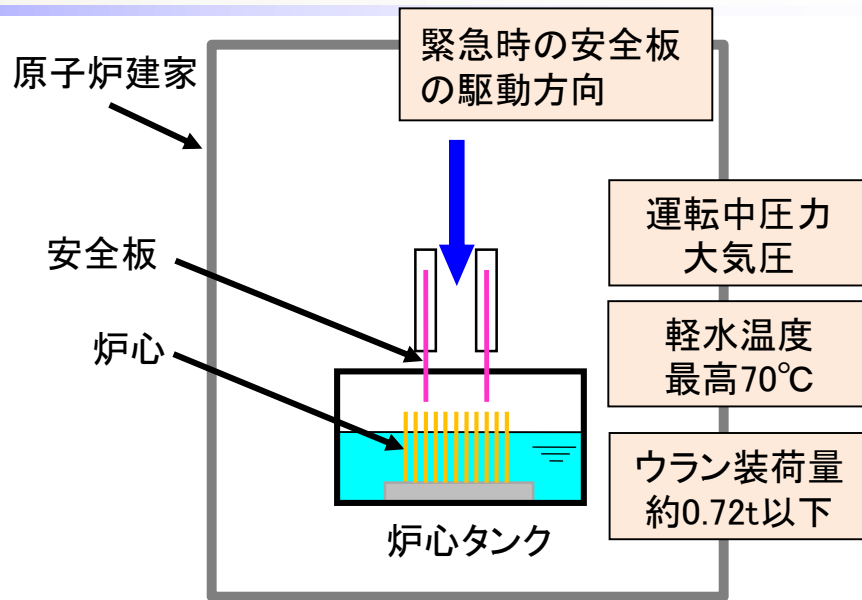 緊急時の安全板
の駆動方向
原子炉建家
運転中圧力
大気圧
安全板
炉心
軽水温度
最高70℃
ウラン装荷量
約0.72t以下
炉心タンク